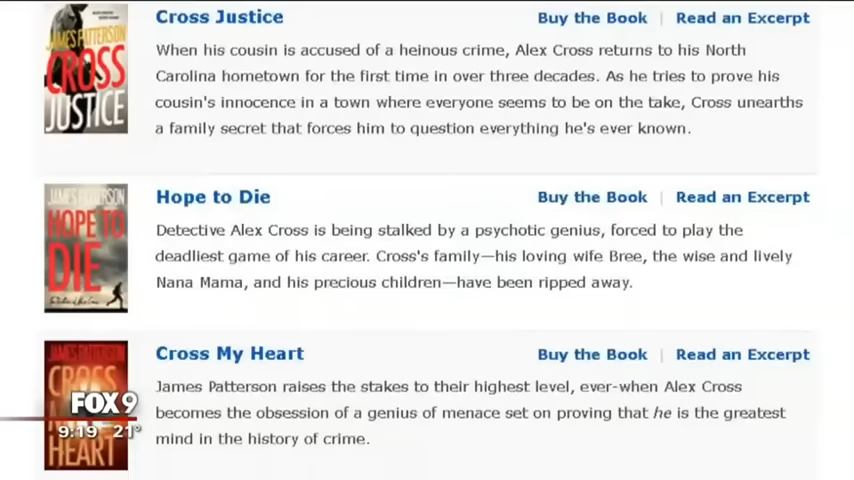 Cross Justice
Buy the Book | Read an Excerpt
JAMES PATTERSON
CROSS
JUSTICE
When his cousin is accused of a heinous crime, Alex Cross returns to his North
Carolina hometown for the first time in over three decades. As he tries to prove his
cousin's innocence in a town where everyone seems to be on the take, Cross unearths
a family secret that forces him to question everything he's ever known.
Hope to Die
Buy the Book | Read an Excerpt
JAMES PATTERSON
HOPE TO
DIE
Detective Alex Cross is being stalked by a psychotic genius, forced to play the
deadliest game of his career. Cross's family—his loving wife Bree, the wise and lively
Nana Mama, and his precious children—have been ripped away.
Cross My Heart
Buy the Book | Read an Excerpt
JAMES PATTERSON
CROSS
HEART
James Patterson raises the stakes to their highest level, ever-when Alex Cross
becomes the obsession of a genius of menace set on proving that he is the greatest
mind in the history of crime.
FOX 9
9:19 21°